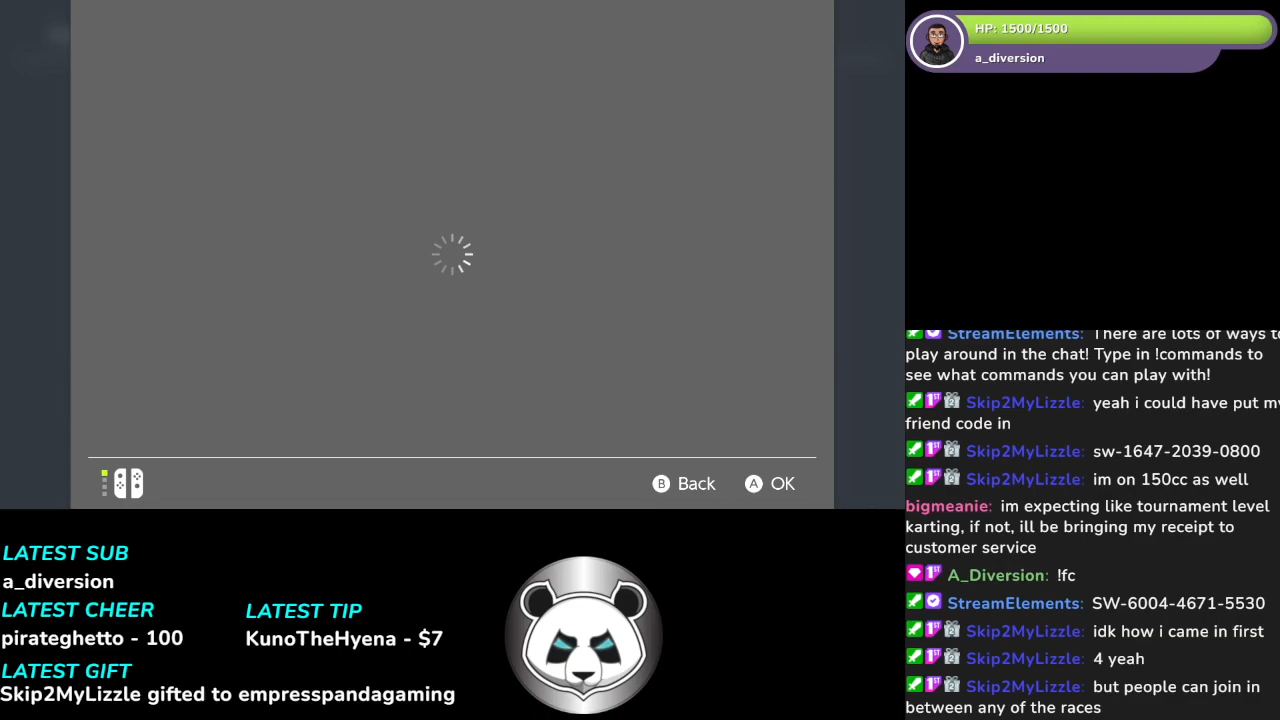 HP: 1500/1500
a_diversion
StreamElements: There are lots of ways to
play around in the chat! Type in !commands to
see what commands you can play with!
Skip2MyLizzle: yeah i could have put my
friend code in
Skip2MyLizzle: sw-1647-2039-0800
Skip2MyLizzle: im on 150cc as well
bigmeanie: im expecting like tournament level
karting, if not, ill be bringing my receipt to
customer service
A_Diversion: !fc
StreamElements: SW-6004-4671-5530
Skip2MyLizzle: idk how i came in first
Skip2MyLizzle: 4 yeah
Skip2MyLizzle: but people can join in
between any of the races
B Back A OK
LATEST SUB
a_diversion
LATEST CHEER
pirateghetto - 100
LATEST TIP
KunoTheHyena - $7
LATEST GIFT
Skip2MyLizzle gifted to empresspandagaming